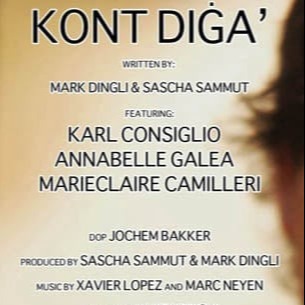 KONT DIĠA'
WRITTEN BY:
MARK DINGLI & SASCHA SAMMUT
FEATURING:
KARL CONSIGLIO
ANNABELLE GALEA
MARIECLAIRE CAMILLERI
DOP JOCHEM BAKKER
PRODUCED BY SASCHA SAMMUT & MARK DINGLI
MUSIC BY XAVIER LOPEZ AND MARC NEYEN